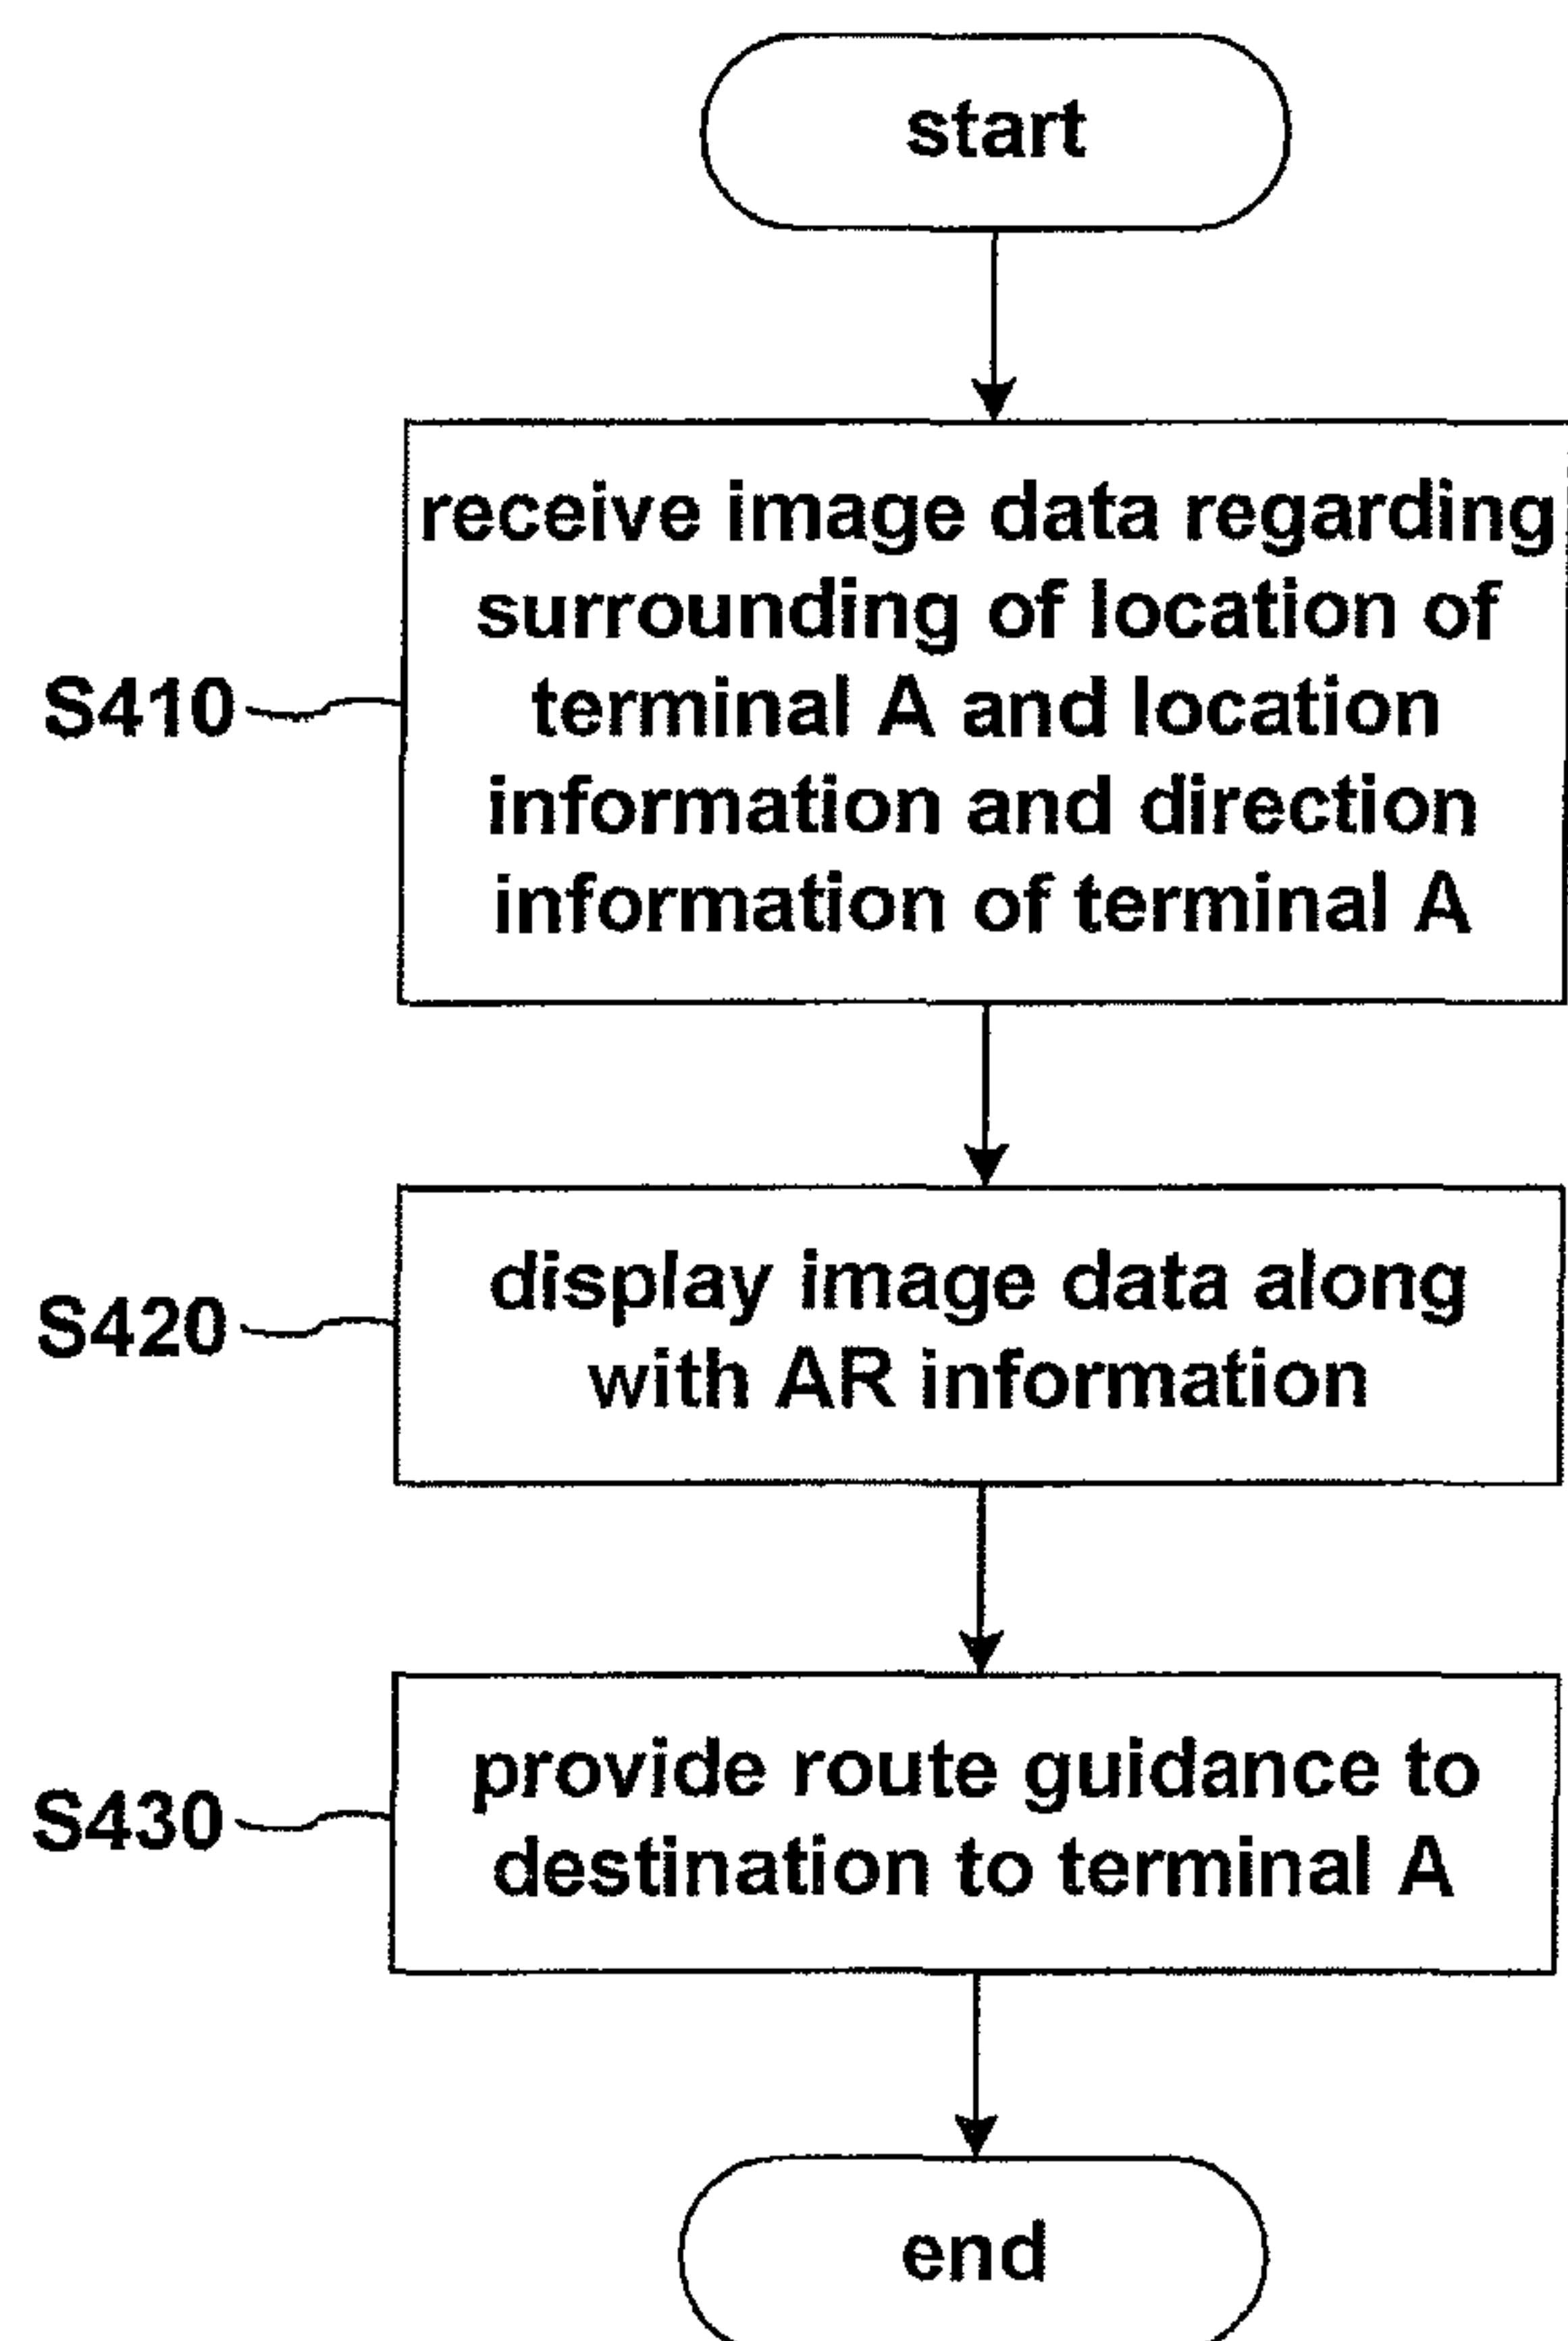 start
receive image data regarding
surrounding of location of
terminal A and location
information and direction
information of terminal A
S410
display image data along
with AR information
S420
provide route guidance to
destination to terminal A
S430
end